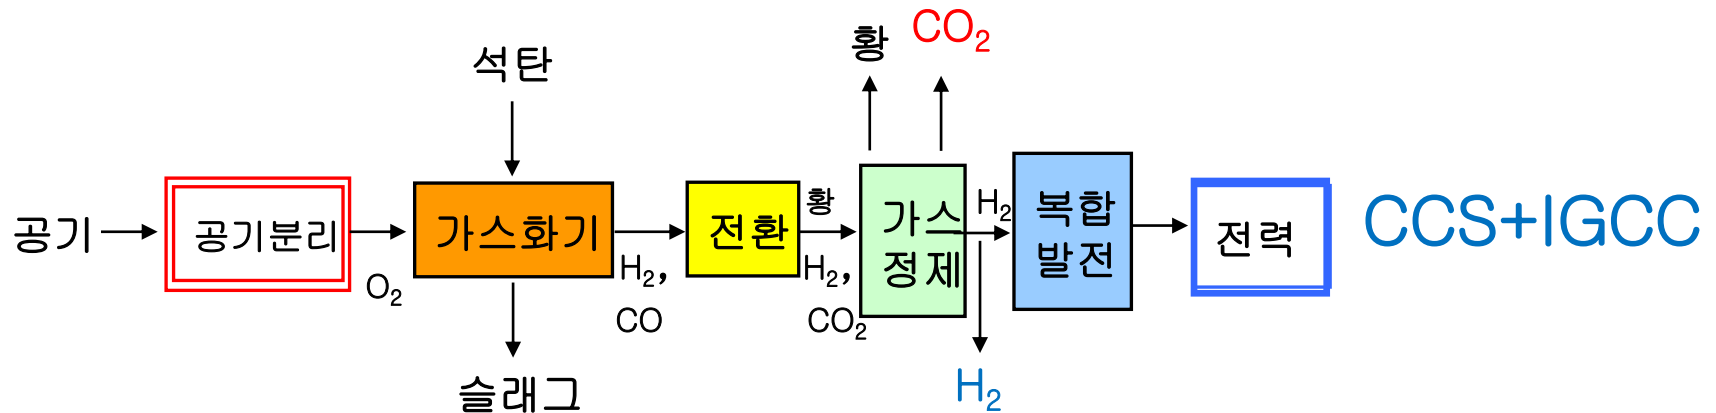 공기
공기분리
O2
석탄
가스화기
슬래그
H2,
CO
전환
황
H2,
CO2
황
CO2
가스
정제
H2
H2
복합
발전
전력
CCS+IGCC